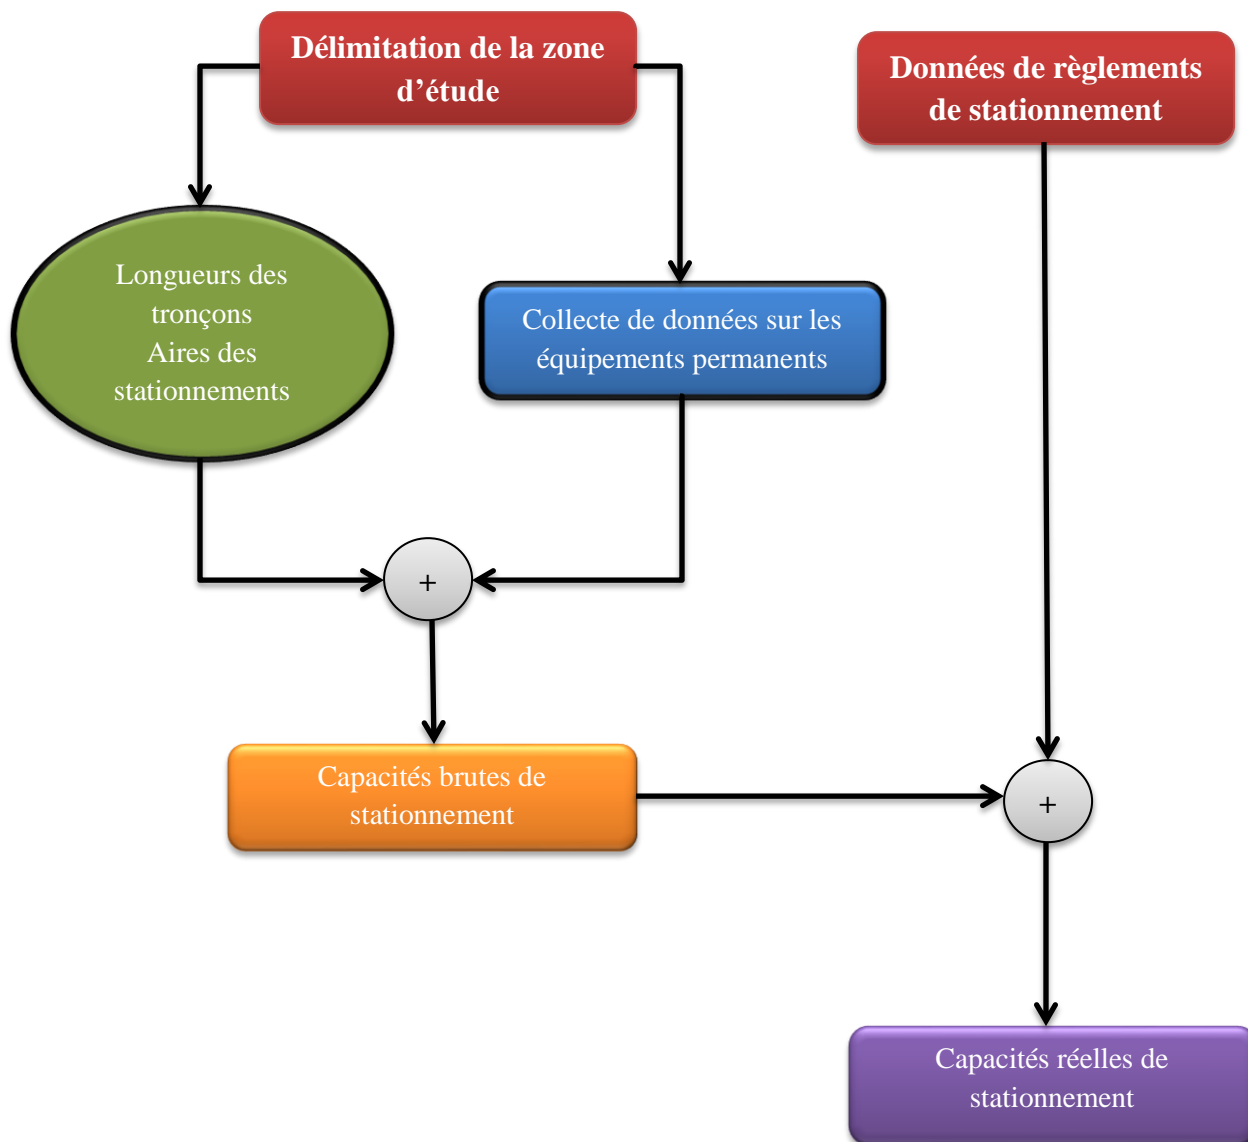 Délimitation de la zone
d’étude
Données de règlements
de stationnement
Longueurs des
tronçons
Aires des
stationnements
Collecte de données sur les
équipements permanents
+
Capacités brutes de
stationnement
+
Capacités réelles de
stationnement